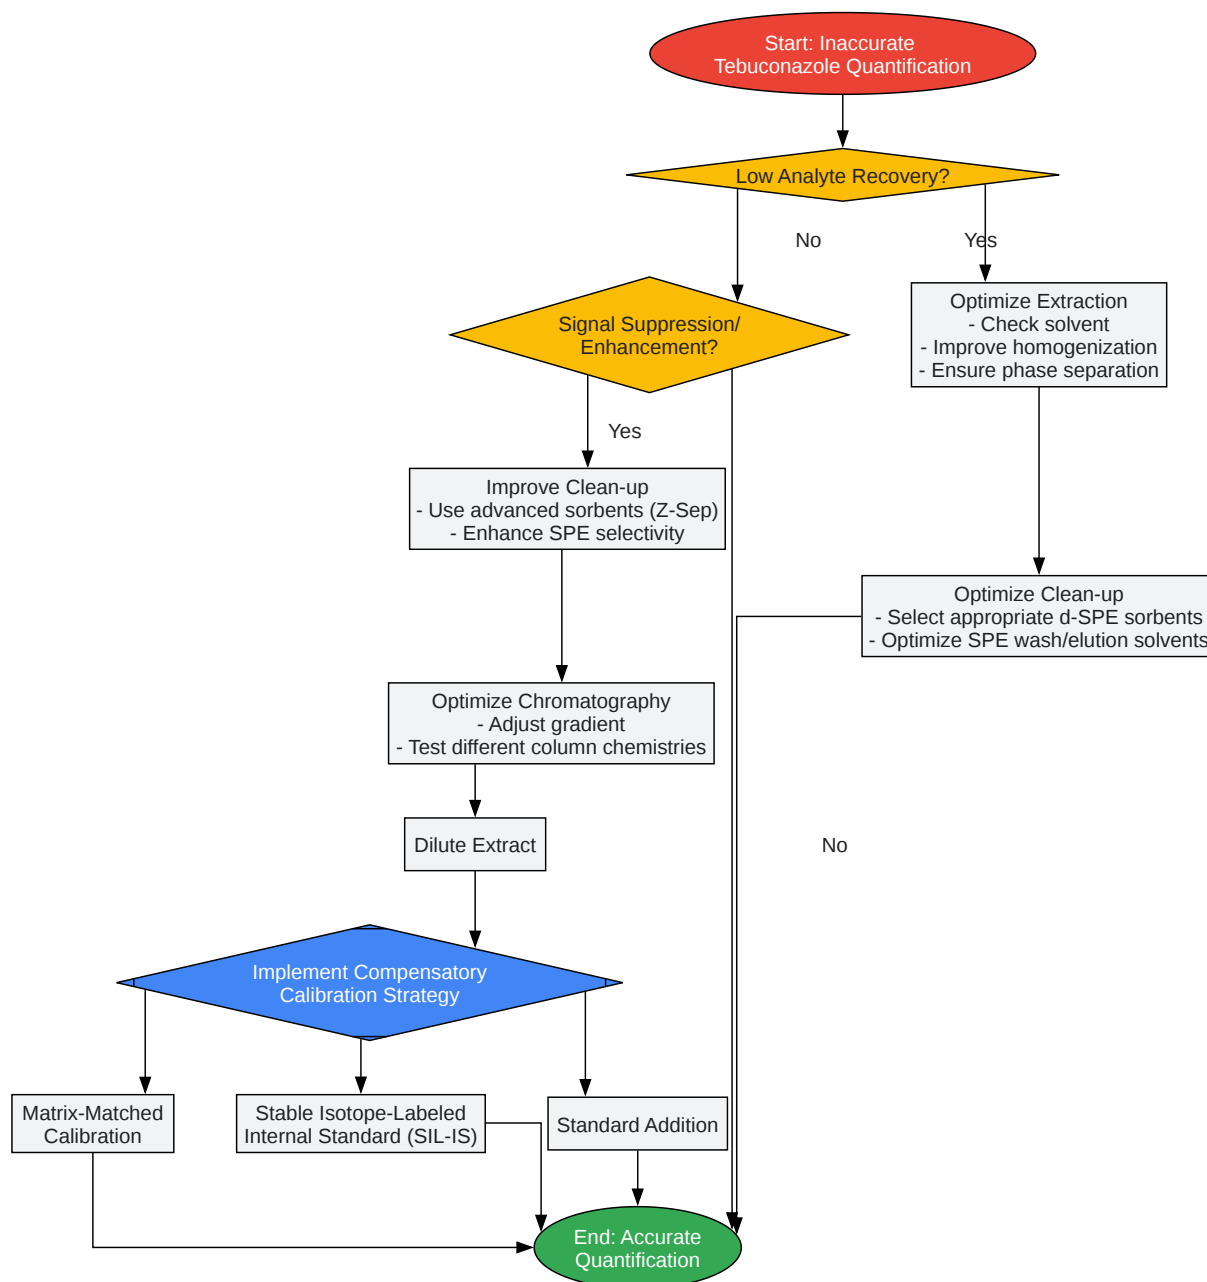 Start: Inaccurate
Tebuconazole Quantification
Low Analyte Recovery?
No
Yes
Signal Suppression/
Enhancement?
Optimize Extraction
- Check solvent
- Improve homogenization
- Ensure phase separation
Yes
Improve Clean-up
- Use advanced sorbents (Z-Sep)
- Enhance SPE selectivity
Optimize Clean-up
- Select appropriate d-SPE sorbents
- Optimize SPE wash/elution solvents
Optimize Chromatography
- Adjust gradient
- Test different column chemistries
Dilute Extract
No
Implement Compensatory
Calibration Strategy
Matrix-Matched
Calibration
Stable Isotope-Labeled
Internal Standard (SIL-IS)
Standard Addition
End: Accurate
Quantification